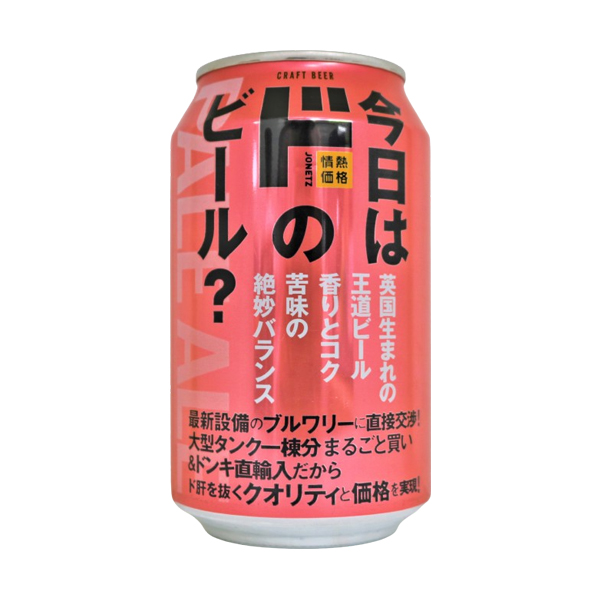 CRAFT BEER
今日は
ドの
ビール?
JONETZ
情熱
価格
PALE ALE
英国生まれの
王道ビール
香りとコク
苦味の
絶妙バランス
最新設備のブルワリーに直接交渉!
大型タンク一棟分まるごと買い
&ドンキ直輸入だから
ド肝を抜くクオリティと価格を実現!